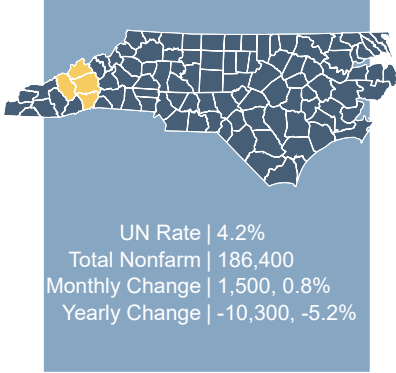 UN Rate | 4.2%
Total Nonfarm | 186,400
Monthly Change | 1,500, 0.8%
Yearly Change | -10,300, -5.2%